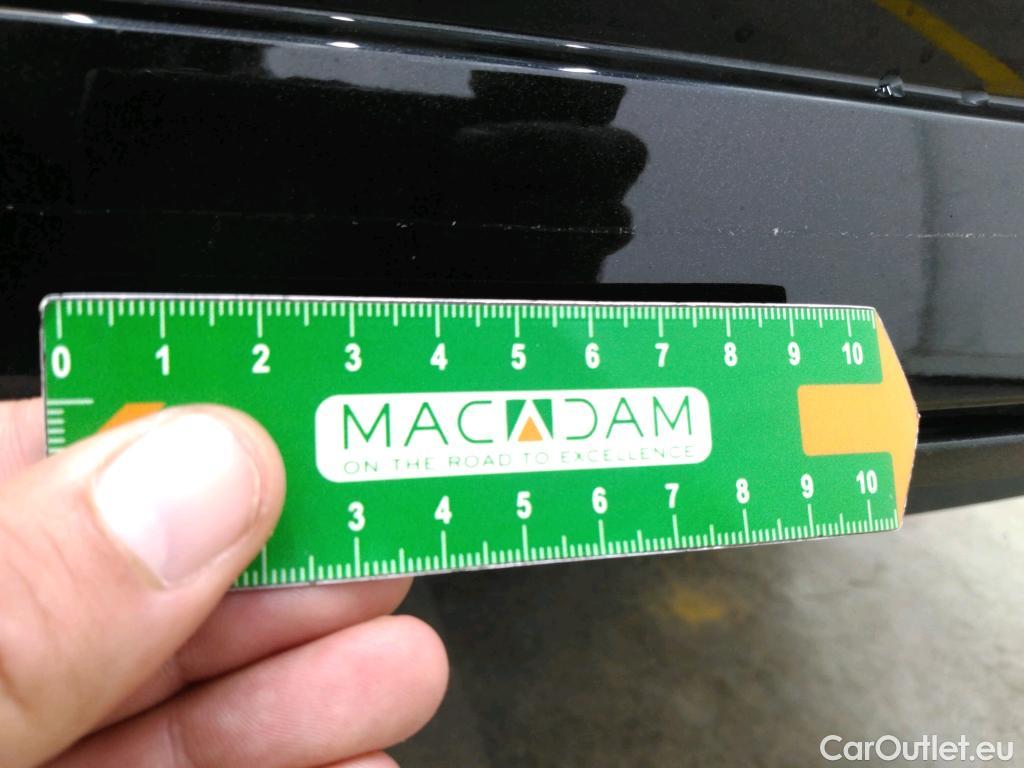 0 1 2 3 4 5 6 7 8 9 10
MACADAM
ON THE ROAD TO EXCELLENCE
3 4 5 6 7 8 9 10
CarOutlet.eu